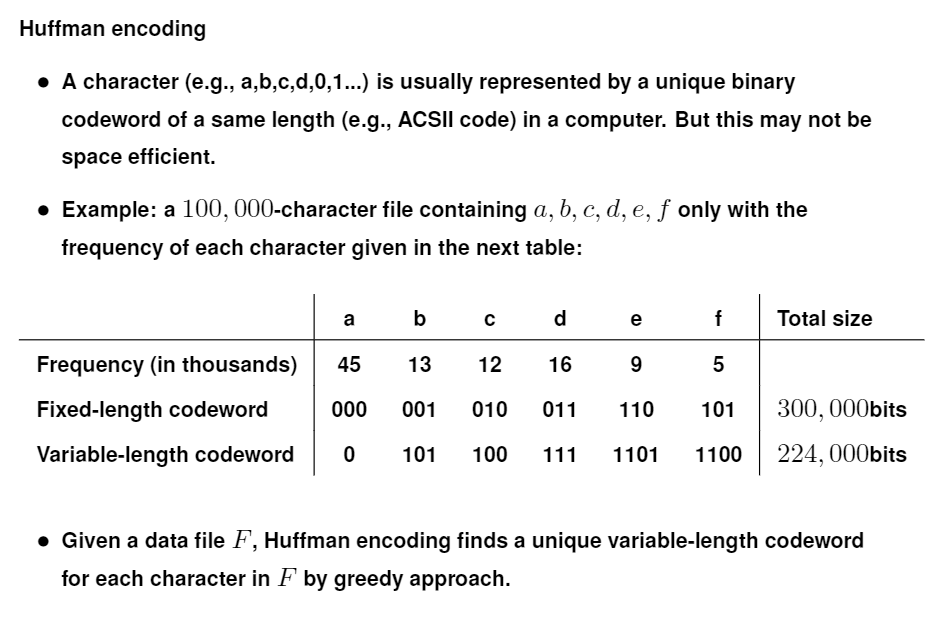 Huffman encoding
• A character (e.g., a,b,c,d,0,1...) is usually represented by a unique binary
codeword of a same length (e.g., ACSII code) in a computer. But this may not be
space efficient.
• Example: a 100, 000-character file containing a, b, c, d, e, f only with the
frequency of each character given in the next table:
a b c d e f Total size
Frequency (in thousands) 45 13 12 16 9 5
Fixed-length codeword 000 001 010 011 110 101 300, 000bits
Variable-length codeword 0 101 100 111 1101 1100 224, 000bits
• Given a data file F, Huffman encoding finds a unique variable-length codeword
for each character in F by greedy approach.